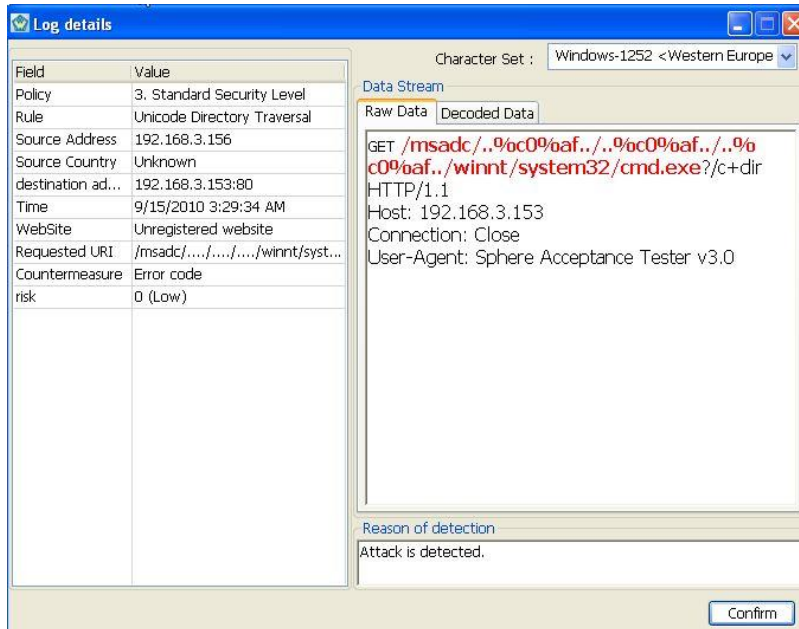 Log details
Character Set :
Windows-1252 <Western Europe
Field Value
Policy 3. Standard Security Level
Rule Unicode Directory Traversal
Source Address 192.168.3.156
Source Country Unknown
destination ad... 192.168.3.153:80
Time 9/15/2010 3:29:34 AM
WebSite Unregistered website
Requested URI /msadc/..../..../..../winnt/syst...
Countermeasure Error code
risk 0 (Low)
Data Stream
Raw Data Decoded Data
GET /msadc/..%c0%af../..%c0%af../..%
c0%af../winnt/system32/cmd.exe?/c+dir
HTTP/1.1
Host: 192.168.3.153
Connection: Close
User-Agent: Sphere Acceptance Tester v3.0
Reason of detection
Attack is detected.
Confirm